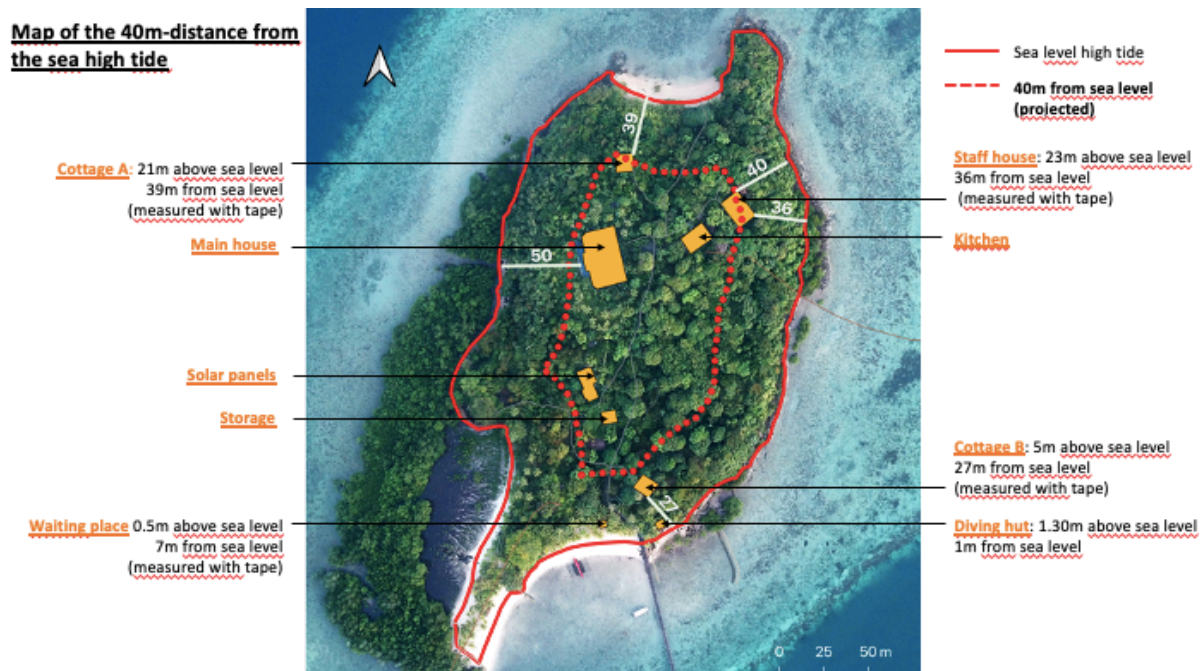 Map of the 40m-distance from
the sea high tide
Sea level high tide
40m from sea level
(projected)
Cottage A: 21m above sea level
39m from sea level
(measured with tape)
Main house
Solar panels
Storage
Waiting place 0.5m above sea level
7m from sea level
(measured with tape)
39
40
36
50
27
Staff house: 23m above sea level
36m from sea level
(measured with tape)
Kitchen
Cottage B: 5m above sea level
27m from sea level
(measured with tape)
Diving hut: 1.30m above sea level
1m from sea level
0 25 50 m